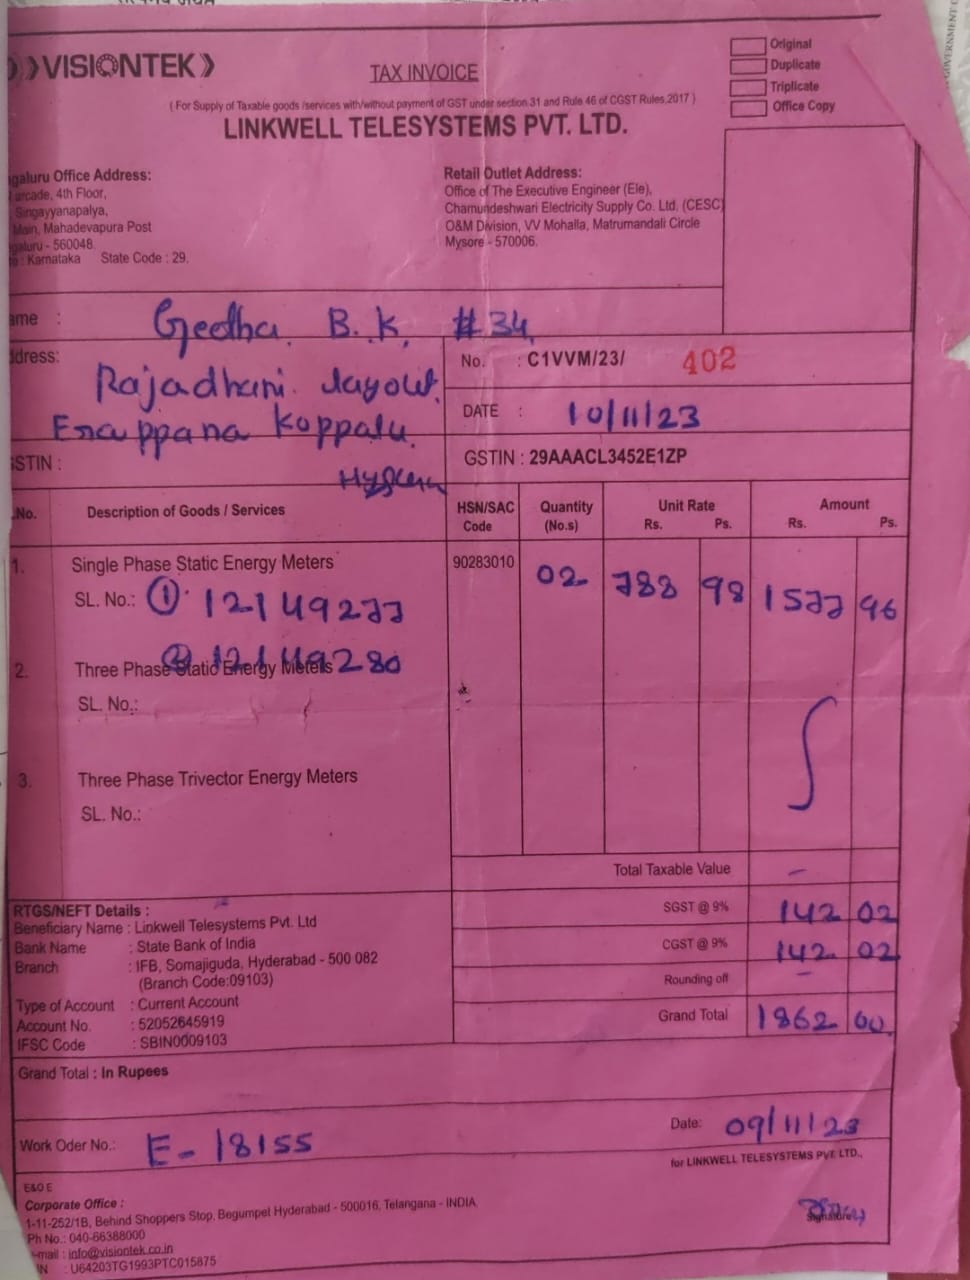 VISIONTEK
TAX INVOICE
Original
Duplicate
Triplicate
Office Copy
( For Supply of Taxable goods /services with/without payment of GST under section 31 and Rule 46 of CGST Rules,2017 )
LINKWELL TELESYSTEMS PVT. LTD.
galuru Office Address:
arcade, 4th Floor,
Singayyanapalya,
Main, Mahadevapura Post
galuru - 560048.
: Karnataka State Code : 29.
Retail Outlet Address:
Office of The Executive Engineer (Ele),
Chamundeshwari Electricity Supply Co. Ltd. (CESC)
O&M Division, VV Mohalla, Matrumandali Circle
Mysore - 570006.
ame : Geetha. B.K. #34,
ddress: Rajadhani. Layout.
Enappana Koppalu.
No. : C1VVM/23/ 402
DATE : 10/11/23
STIN :
GSTIN : 29AAACL3452E1ZP
.No. Description of Goods / Services HSN/SAC Code Quantity (No.s) Unit Rate Rs. Ps. Amount Rs. Ps.
1. Single Phase Static Energy Meters 90283010 02 788 98 1577 96
SL. No.: ① 12149277
② 12149280
2. Three Phase Static Energy Meters
SL. No.:
3. Three Phase Trivector Energy Meters
SL. No.:
Total Taxable Value -
SGST @ 9% 142 02
CGST @ 9% 142 02
Rounding off -
Grand Total 1862 00
RTGS/NEFT Details :
Beneficiary Name : Linkwell Telesystems Pvt. Ltd
Bank Name : State Bank of India
Branch : IFB, Somajiguda, Hyderabad - 500 082
(Branch Code:09103)
Type of Account : Current Account
Account No. : 52052645919
IFSC Code : SBIN0009103
Grand Total : In Rupees
Work Oder No.: E-18155
Date: 09/11/23
for LINKWELL TELESYSTEMS PVT. LTD.,
Signature
E&O E
Corporate Office :
1-11-252/1B, Behind Shoppers Stop, Begumpet Hyderabad - 500016, Telangana - INDIA
Ph No.: 040-66388000
-mail : info@visiontek.co.in
IN : U64203TG1993PTC015875